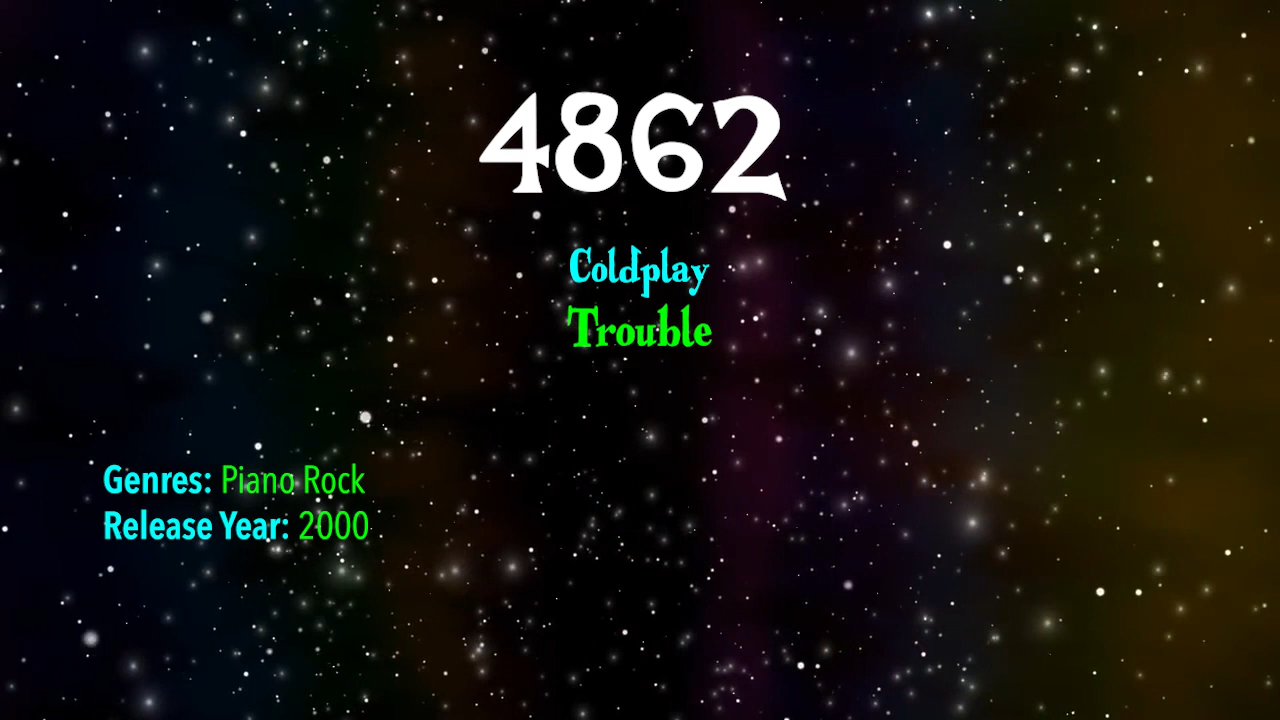 4862
Coldplay
Trouble
Genres: Piano Rock
Release Year: 2000